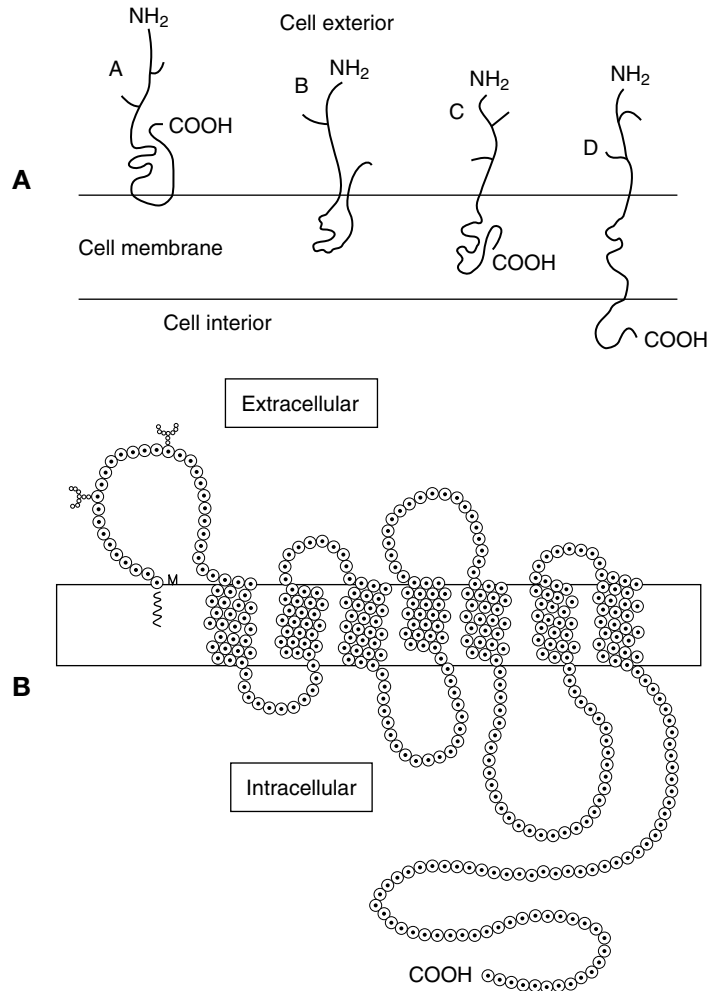 NH2
Cell exterior
A
B
NH2
NH2
NH2
C
COOH
D
A
Cell membrane
COOH
Cell interior
COOH
Extracellular
M
B
Intracellular
COOH